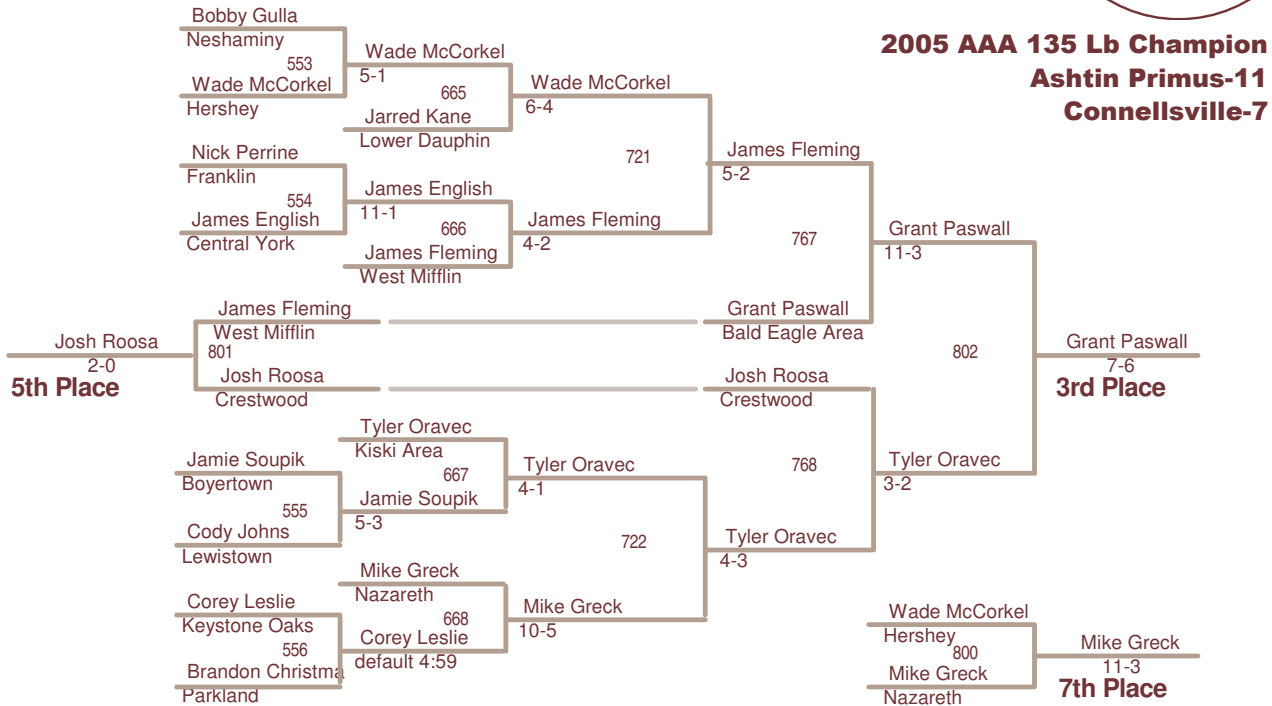 2005 AAA 135 Lb Champion
Ashtin Primus-11
Connellsville-7
Bobby Gulla
Neshaminy
553
Wade McCorkel
Hershey
Wade McCorkel
5-1
665
Jarred Kane
Lower Dauphin
Wade McCorkel
6-4
Nick Perrine
Franklin
554
James English
Central York
James English
11-1
666
James Fleming
West Mifflin
James Fleming
4-2
721
James Fleming
5-2
767
Grant Paswall
Bald Eagle Area
Grant Paswall
11-3
James Fleming
West Mifflin
801
Josh Roosa
Crestwood
Josh Roosa
2-0
5th Place
Josh Roosa
Crestwood
802
Grant Paswall
7-6
3rd Place
Tyler Oravec
Kiski Area
667
Jamie Soupik
Boyertown
555
Cody Johns
Lewistown
Jamie Soupik
5-3
Tyler Oravec
4-1
722
768
Tyler Oravec
3-2
Tyler Oravec
4-3
Mike Greck
Nazareth
668
Corey Leslie
Keystone Oaks
556
Brandon Christma
Parkland
Corey Leslie
default 4:59
Mike Greck
10-5
Wade McCorkel
Hershey
800
Mike Greck
Nazareth
Mike Greck
11-3
7th Place